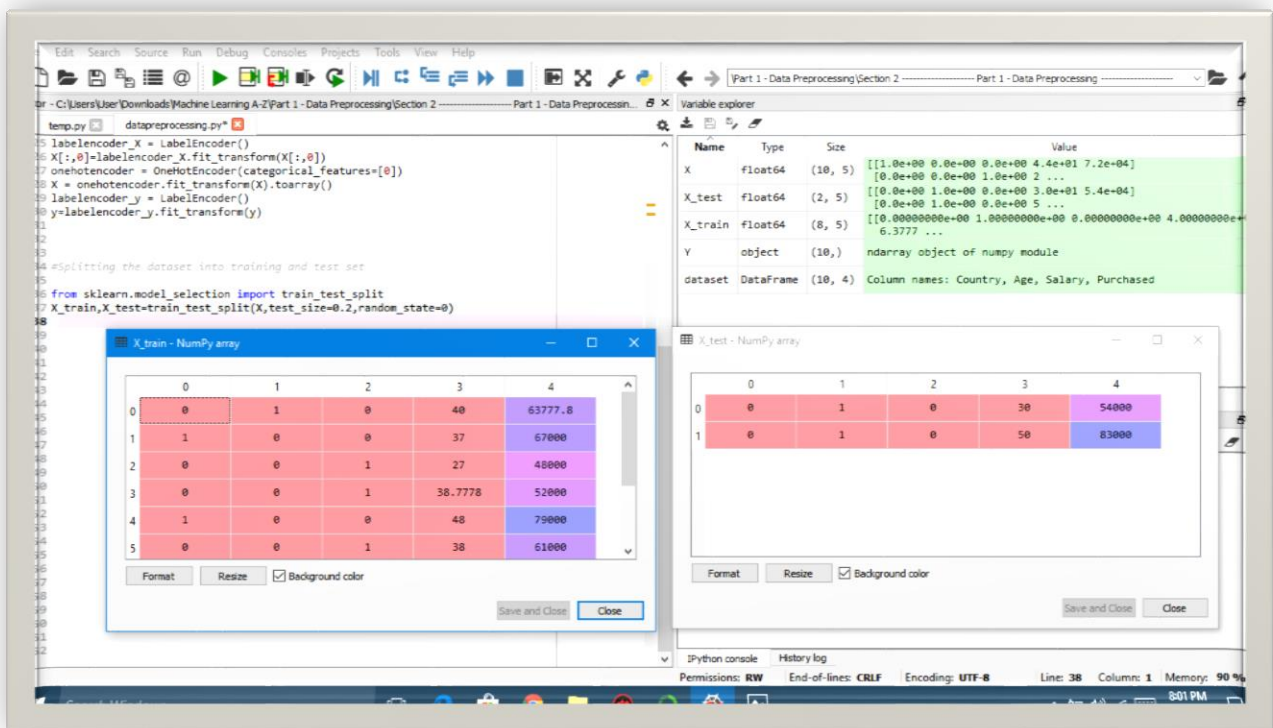 Edit Search Source Run Debug Consoles Projects Tools View Help
Part 1 - Data Preprocessing\Section 2 -------------------- Part 1 - Data Preprocessing --------------------
C:\Users\User\Downloads\Machine Learning A-Z\Part 1 - Data Preprocessing\Section 2 -------------------- Part 1 - Data Preprocessin...
Variable explorer
temp.py
datapreprocessing.py*
labelencoder_X = LabelEncoder()
X[:,0]=labelencoder_X.fit_transform(X[:,0])
onehotencoder = OneHotEncoder(categorical_features=[0])
X = onehotencoder.fit_transform(X).toarray()
labelencoder_y = LabelEncoder()
y=labelencoder_y.fit_transform(y)
#Splitting the dataset into training and test set
from sklearn.model_selection import train_test_split
X_train,X_test=train_test_split(X,test_size=0.2,random_state=0)
38
Name Type Size Value
X float64 (10, 5) [[1.0e+00 0.0e+00 0.0e+00 4.4e+01 7.2e+04]
[0.0e+00 0.0e+00 1.0e+00 2 ...
X_test float64 (2, 5) [[0.0e+00 1.0e+00 0.0e+00 3.0e+01 5.4e+04]
[0.0e+00 1.0e+00 0.0e+00 5 ...
X_train float64 (8, 5) [[0.00000000e+00 1.00000000e+00 0.00000000e+00 4.00000000e+
6.3777 ...
Y object (10,) ndarray object of numpy module
dataset DataFrame (10, 4) Column names: Country, Age, Salary, Purchased
X_train - NumPy array
0 1 2 3 4
0 0 1 0 40 63777.8
1 1 0 0 37 67000
2 0 0 1 27 48000
3 0 0 1 38.7778 52000
4 1 0 0 48 79000
5 0 0 1 38 61000
Format Resize Background color
Save and Close Close
X_test - NumPy array
0 1 2 3 4
0 0 1 0 30 54000
1 0 1 0 50 83000
Format Resize Background color
Save and Close Close
IPython console History log
Permissions: RW End-of-lines: CRLF Encoding: UTF-8 Line: 38 Column: 1 Memory: 90 %
8:01 PM